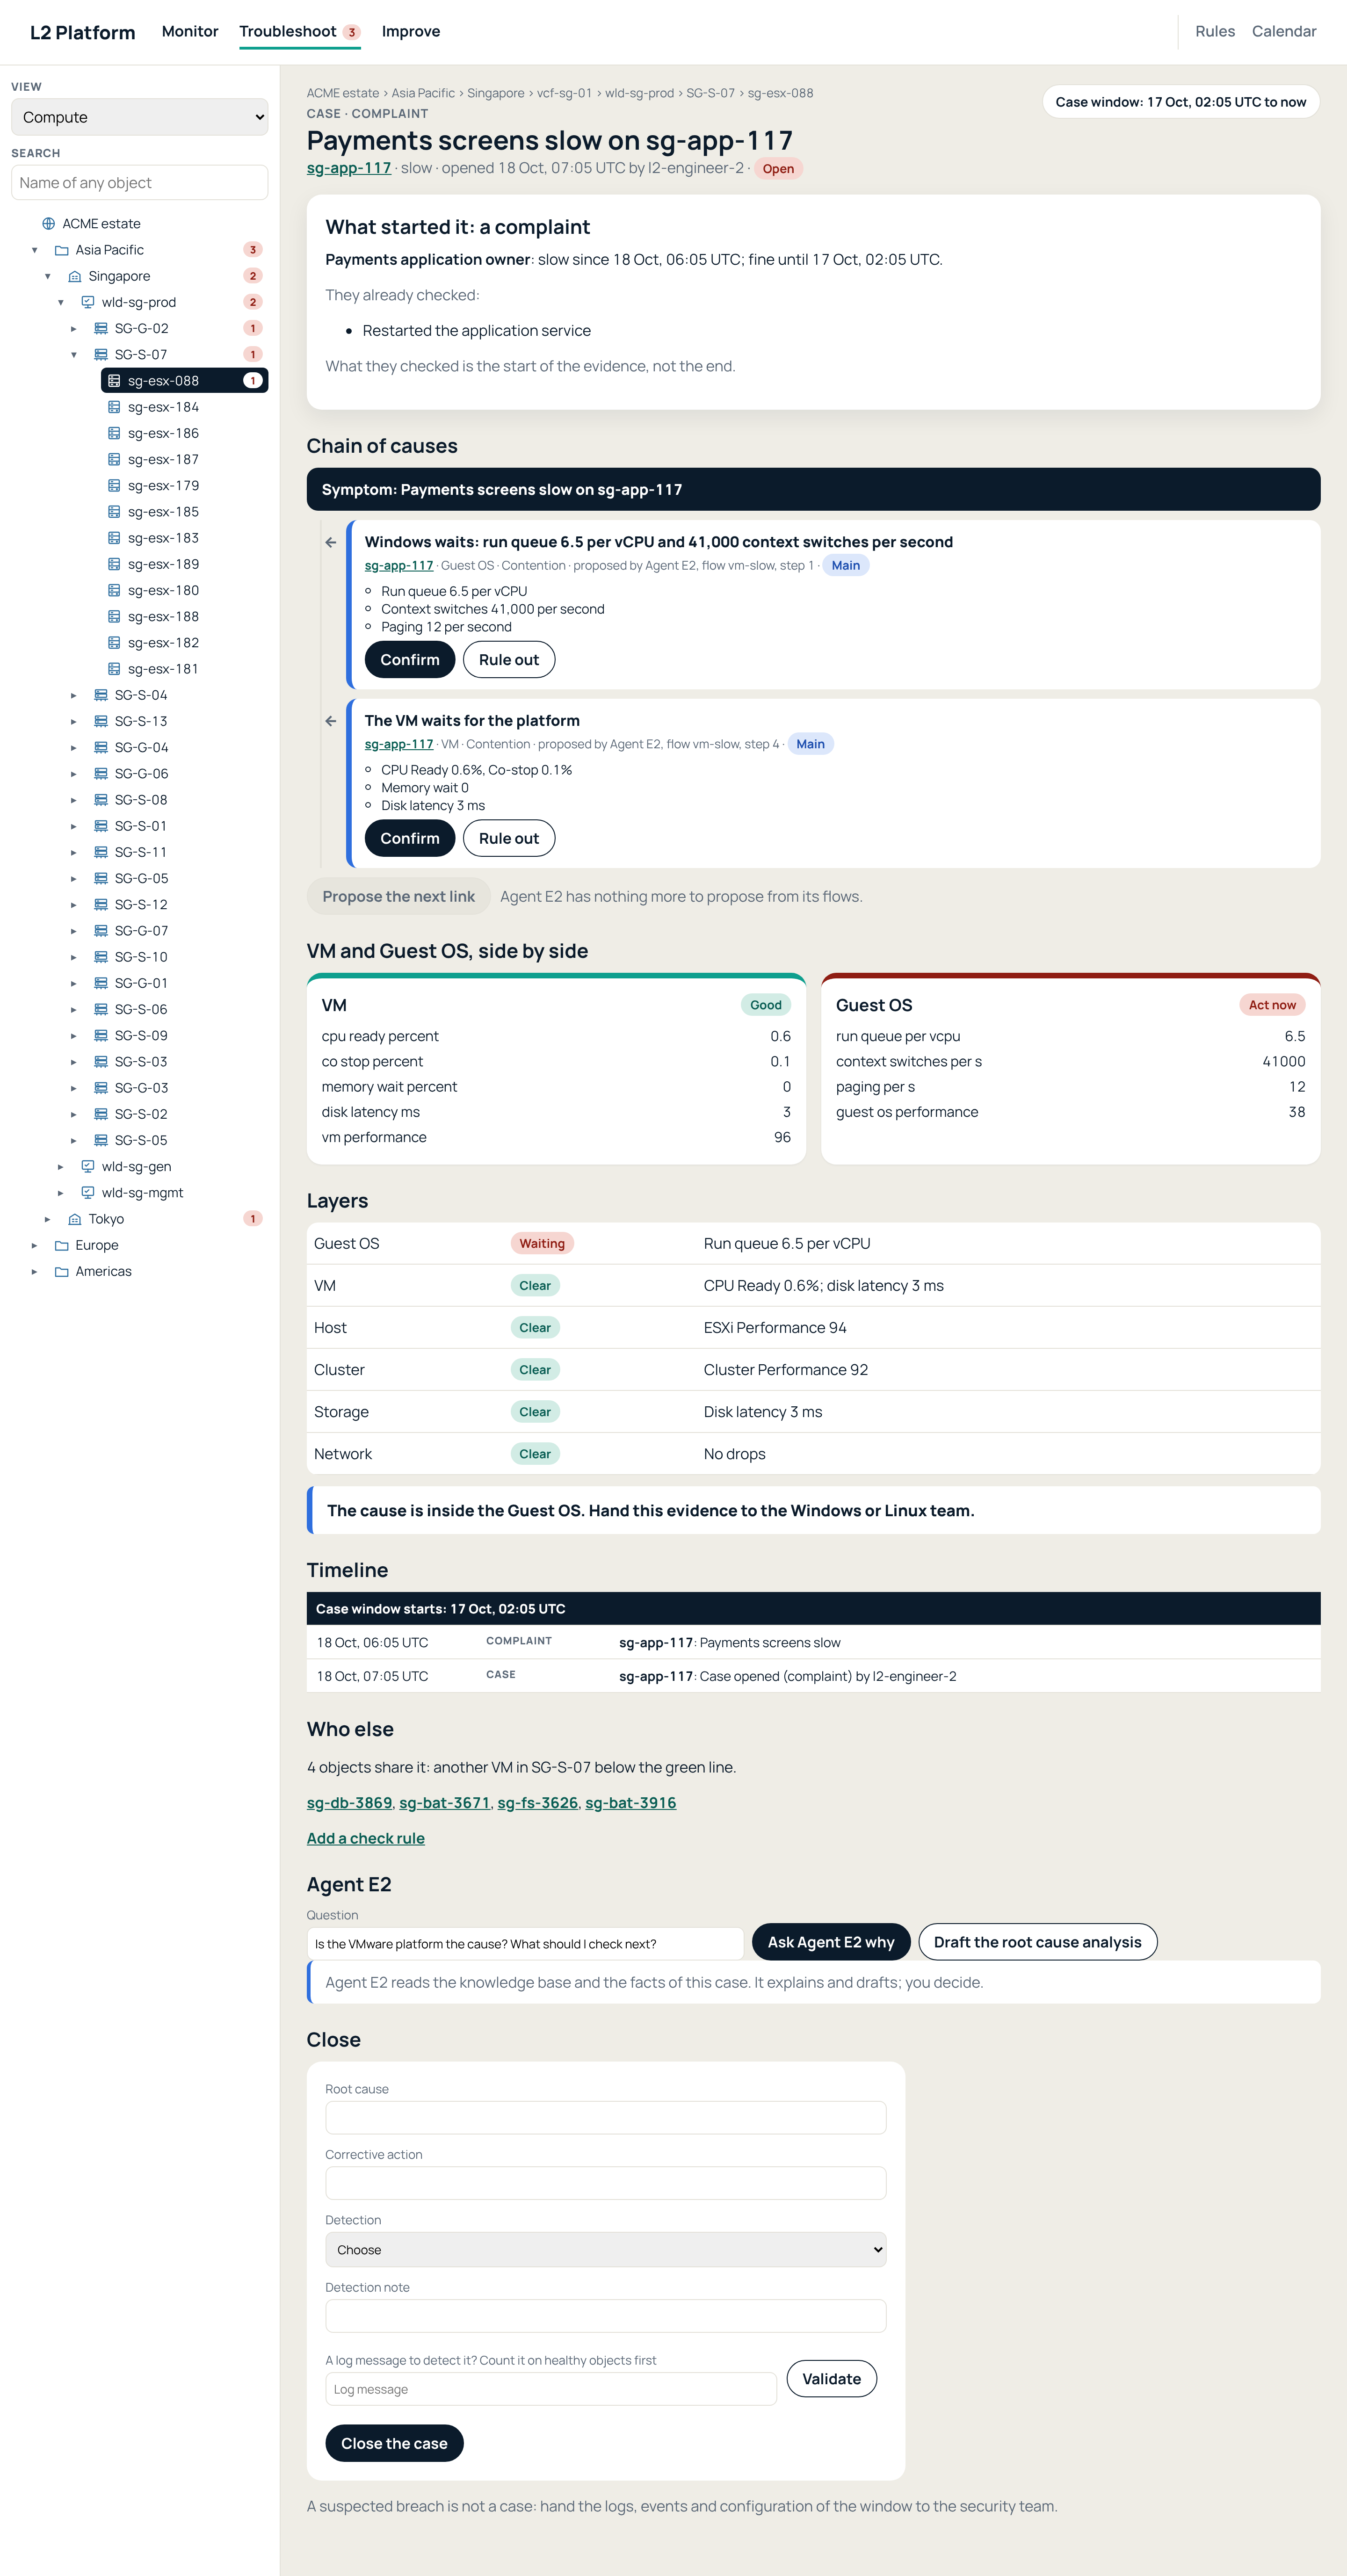 L2 Platform Monitor Troubleshoot 3 Improve Rules Calendar
VIEW
Compute
SEARCH
Name of any object
ACME estate
Asia Pacific 3
Singapore 2
wld-sg-prod 2
SG-G-02 1
SG-S-07 1
sg-esx-088 1
sg-esx-184
sg-esx-186
sg-esx-187
sg-esx-179
sg-esx-185
sg-esx-183
sg-esx-189
sg-esx-180
sg-esx-188
sg-esx-182
sg-esx-181
SG-S-04
SG-S-13
SG-G-04
SG-G-06
SG-S-08
SG-S-01
SG-S-11
SG-G-05
SG-S-12
SG-G-07
SG-S-10
SG-G-01
SG-S-06
SG-S-09
SG-S-03
SG-G-03
SG-S-02
SG-S-05
wld-sg-gen
wld-sg-mgmt
Tokyo 1
Europe
Americas
ACME estate › Asia Pacific › Singapore › vcf-sg-01 › wld-sg-prod › SG-S-07 › sg-esx-088
Case window: 17 Oct, 02:05 UTC to now
CASE · COMPLAINT
Payments screens slow on sg-app-117
sg-app-117 · slow · opened 18 Oct, 07:05 UTC by l2-engineer-2 · Open
What started it: a complaint
Payments application owner: slow since 18 Oct, 06:05 UTC; fine until 17 Oct, 02:05 UTC.
They already checked:
• Restarted the application service
What they checked is the start of the evidence, not the end.
Chain of causes
Symptom: Payments screens slow on sg-app-117
← Windows waits: run queue 6.5 per vCPU and 41,000 context switches per second
sg-app-117 · Guest OS · Contention · proposed by Agent E2, flow vm-slow, step 1 · Main
Run queue 6.5 per vCPU
Context switches 41,000 per second
Paging 12 per second
Confirm Rule out
← The VM waits for the platform
sg-app-117 · VM · Contention · proposed by Agent E2, flow vm-slow, step 4 · Main
CPU Ready 0.6%, Co-stop 0.1%
Memory wait 0
Disk latency 3 ms
Confirm Rule out
Propose the next link Agent E2 has nothing more to propose from its flows.
VM and Guest OS, side by side
VM Good
cpu ready percent 0.6
co stop percent 0.1
memory wait percent 0
disk latency ms 3
vm performance 96
Guest OS Act now
run queue per vcpu 6.5
context switches per s 41000
paging per s 12
guest os performance 38
Layers
Guest OS Waiting Run queue 6.5 per vCPU
VM Clear CPU Ready 0.6%; disk latency 3 ms
Host Clear ESXi Performance 94
Cluster Clear Cluster Performance 92
Storage Clear Disk latency 3 ms
Network Clear No drops
The cause is inside the Guest OS. Hand this evidence to the Windows or Linux team.
Timeline
Case window starts: 17 Oct, 02:05 UTC
18 Oct, 06:05 UTC COMPLAINT sg-app-117: Payments screens slow
18 Oct, 07:05 UTC CASE sg-app-117: Case opened (complaint) by l2-engineer-2
Who else
4 objects share it: another VM in SG-S-07 below the green line.
sg-db-3869, sg-bat-3671, sg-fs-3626, sg-bat-3916
Add a check rule
Agent E2
Question
Is the VMware platform the cause? What should I check next? Ask Agent E2 why Draft the root cause analysis
Agent E2 reads the knowledge base and the facts of this case. It explains and drafts; you decide.
Close
Root cause
Corrective action
Detection
Choose
Detection note
A log message to detect it? Count it on healthy objects first
Log message Validate
Close the case
A suspected breach is not a case: hand the logs, events and configuration of the window to the security team.